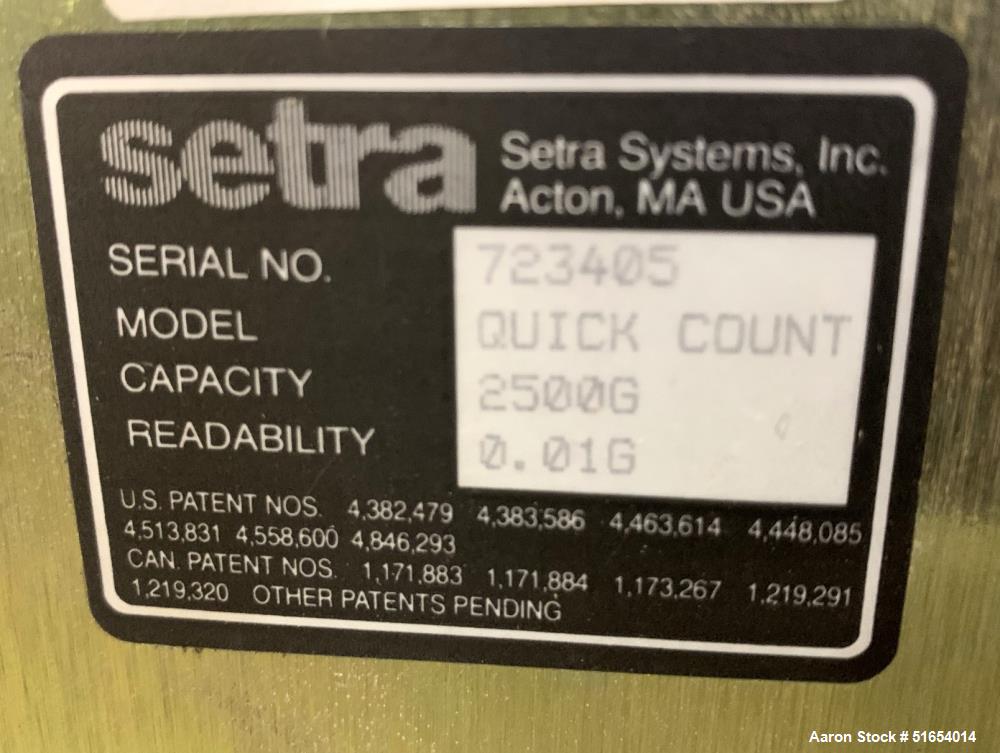 setra
Setra Systems, Inc.
Acton, MA USA
SERIAL NO. 723405
MODEL QUICK COUNT
CAPACITY 2500G
READABILITY 0.01G
U.S. PATENT NOS. 4,382,479 4,383,586 4,463,614 4,448,085
4,513,831 4,558,600 4,846,293
CAN. PATENT NOS. 1,171,883 1,171,884 1,173,267 1,219,291
1,219,320 OTHER PATENTS PENDING
Aaron Stock # 51654014